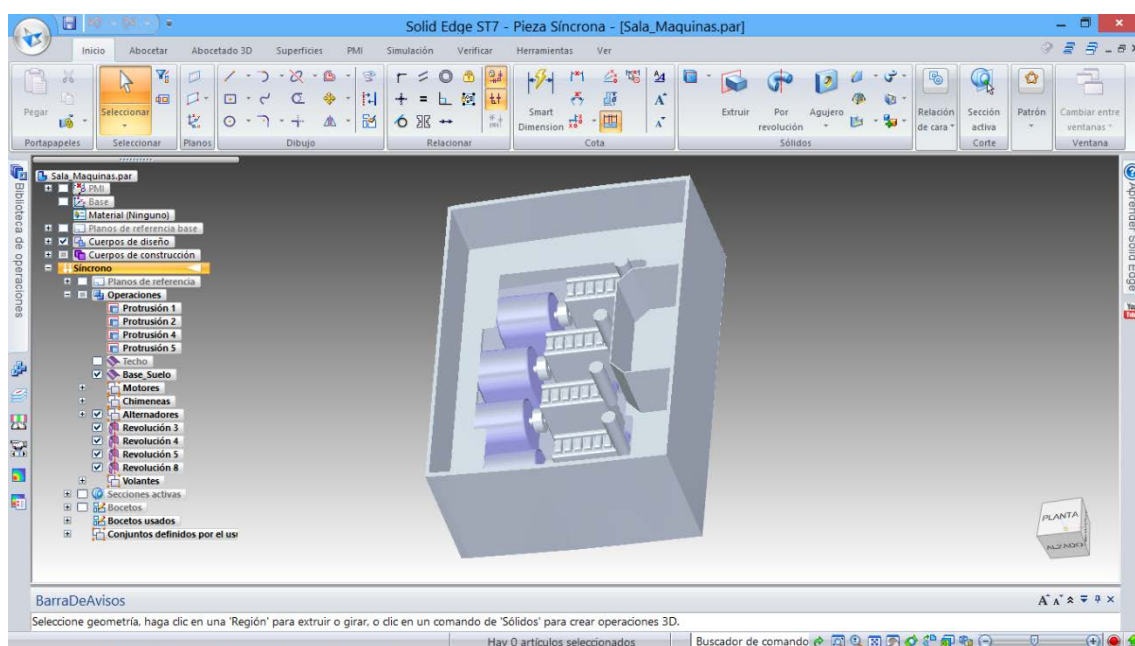 Solid Edge ST7 - Pieza Síncrona - [Sala_Maquinas.par]
Inicio Abocetar Abocetado 3D Superficies PMI Simulación Verificar Herramientas Ver
Pegar
Seleccionar
Smart
Dimension
Extruir
Por
revolución
Agujero
Relación
de cara
Sección
activa
Patrón
Cambiar entre
ventanas
Portapapeles Seleccionar Planos Dibujo Relacionar Cota Sólidos Corte Ventana
Biblioteca de operaciones
Aprender Solid Edge
Sala_Maquinas.par
PMI
Base
Material (Ninguno)
Planos de referencia base
Cuerpos de diseño
Cuerpos de construcción
Síncrono
Planos de referencia
Operaciones
Protrusión 1
Protrusión 2
Protrusión 4
Protrusión 5
Techo
Base_Suelo
Motores
Chimeneas
Alternadores
Revolución 3
Revolución 4
Revolución 5
Revolución 8
Volantes
Secciones activas
Bocetos
Bocetos usados
Conjuntos definidos por el usu
PLANTA
ALZADO
BarraDeAvisos
Seleccione geometría, haga clic en una 'Región' para extruir o girar, o clic en un comando de 'Sólidos' para crear operaciones 3D.
Hay 0 artículos seleccionados Buscador de comando